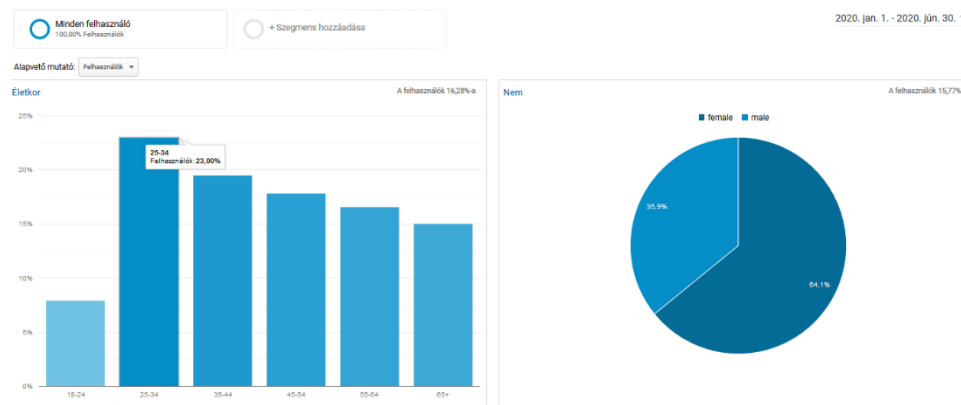 Minden felhasználó
100,00% Felhasználók
+ Szegmens hozzáadása
2020. jan. 1. - 2020. jún. 30.
Alapvető mutató: Felhasználók
Életkor
A felhasználók 16,28%-a
25%
20%
15%
10%
5%
0%
25-34
Felhasználók: 23,00%
18-24
25-34
35-44
45-54
55-64
65+
Nem
A felhasználók 15,77%
female
male
35,9%
64,1%